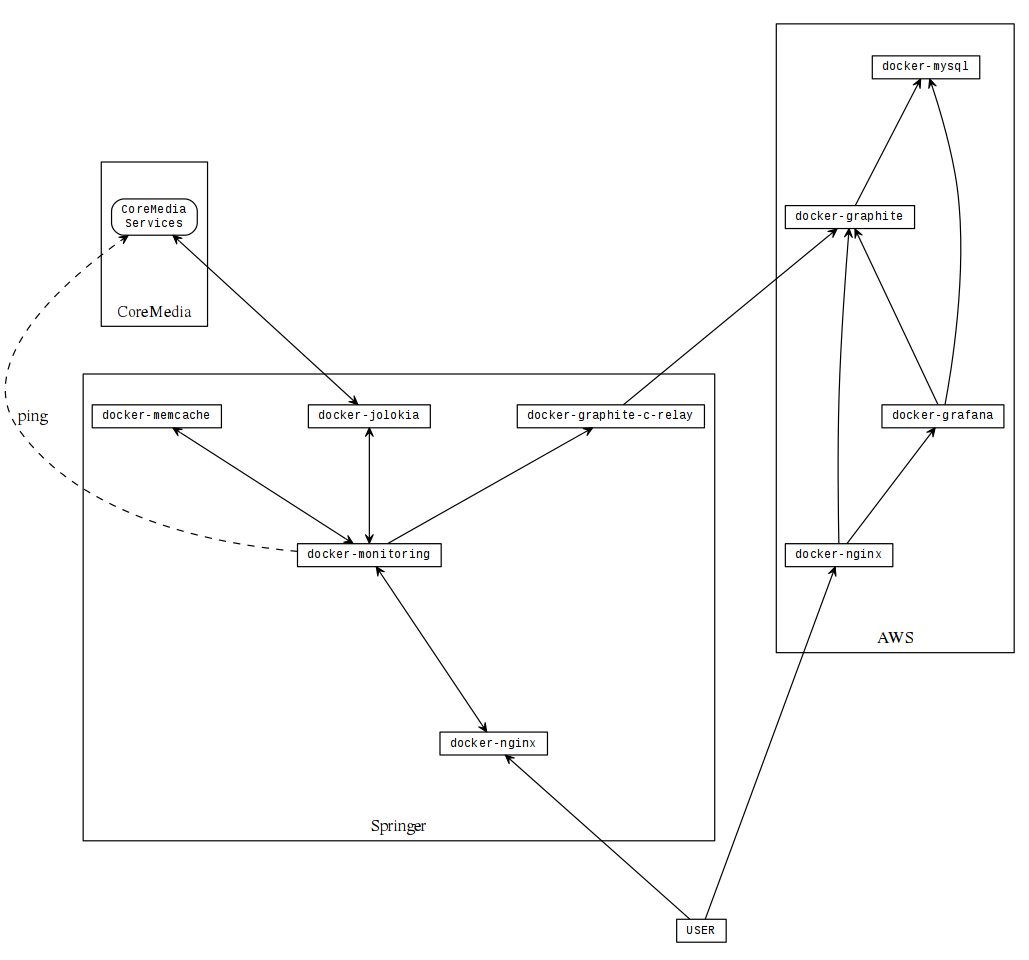 docker-mysql
CoreMedia
Services
docker-graphite
CoreMedia
ping
docker-memcache
docker-jolokia
docker-graphite-c-relay
docker-grafana
docker-monitoring
docker-nginx
AWS
docker-nginx
Springer
USER